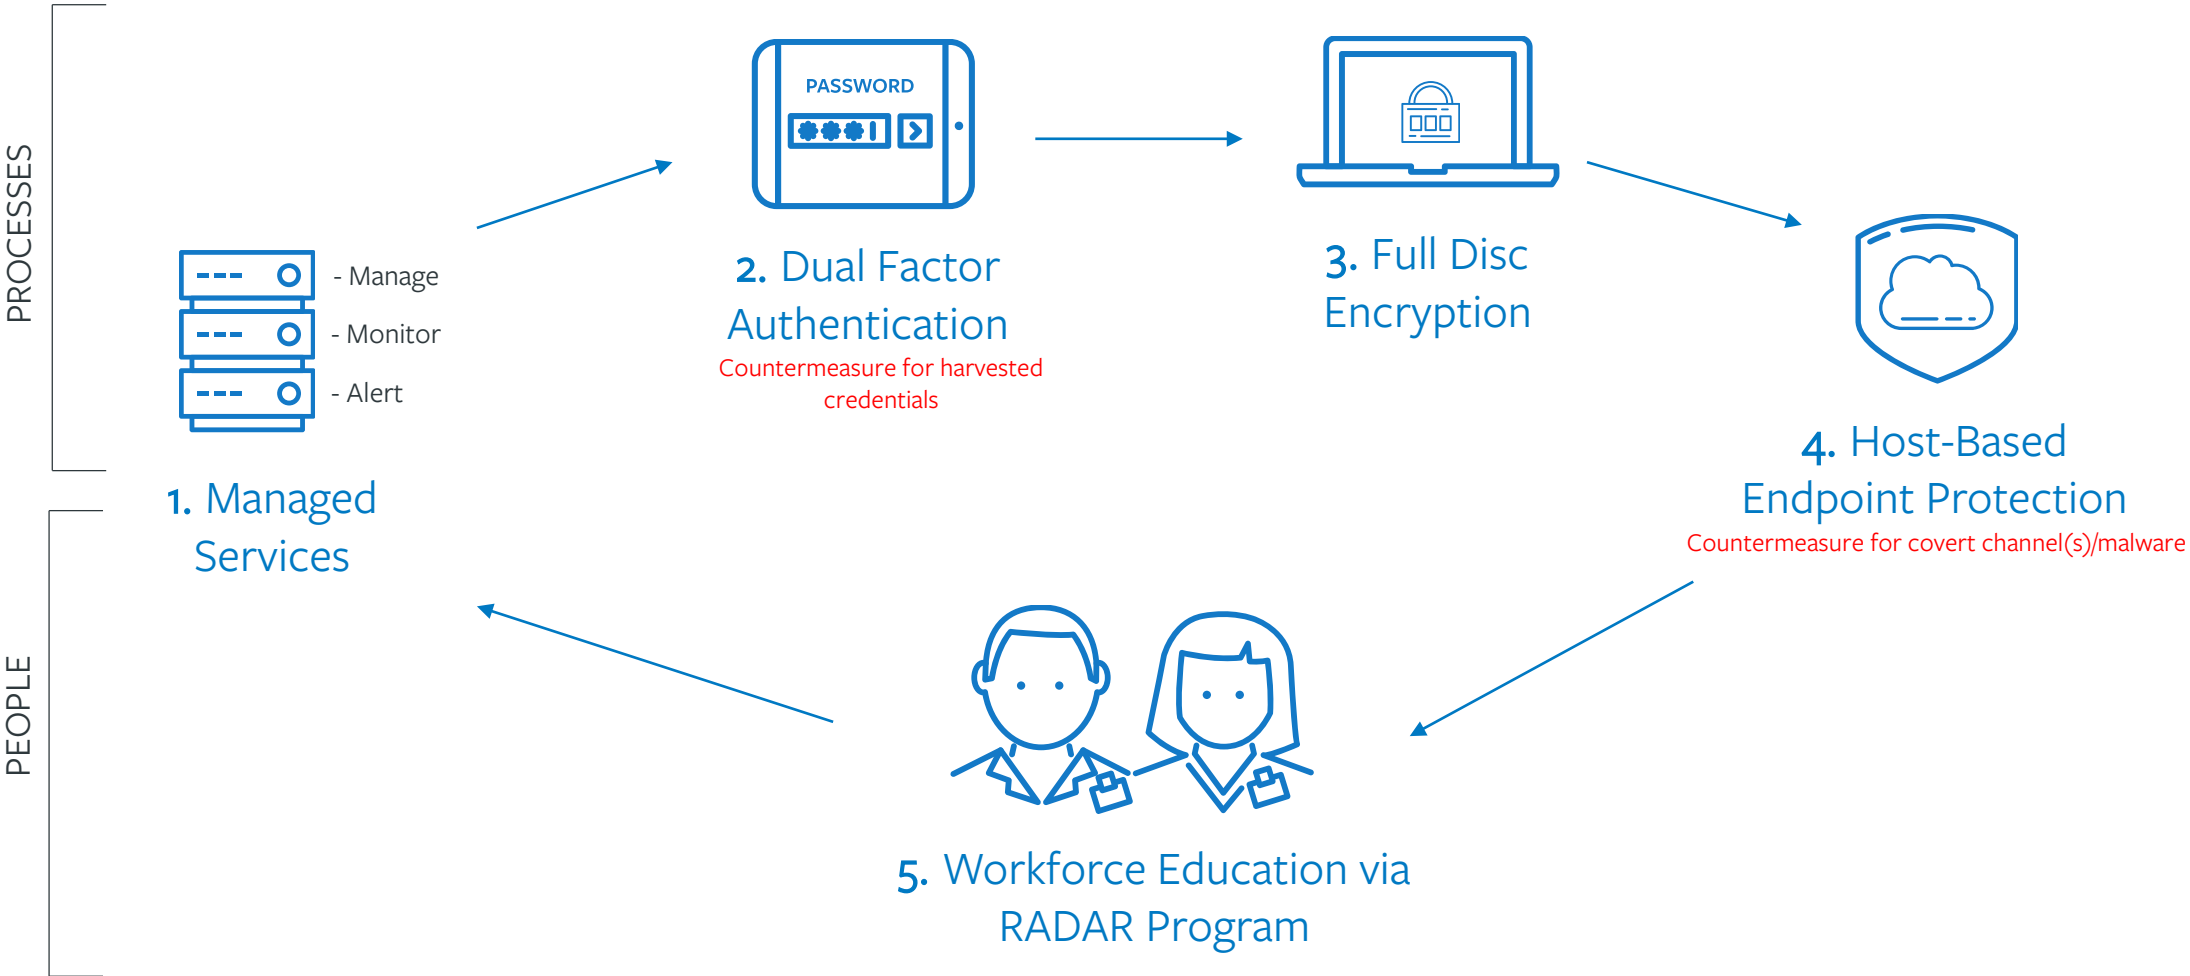 PROCESSES
PASSWORD
***|
- Manage
- Monitor
- Alert
1. Managed
Services
2. Dual Factor
Authentication
Countermeasure for harvested
credentials
3. Full Disc
Encryption
4. Host-Based
Endpoint Protection
Countermeasure for covert channel(s)/malware
PEOPLE
5. Workforce Education via
RADAR Program